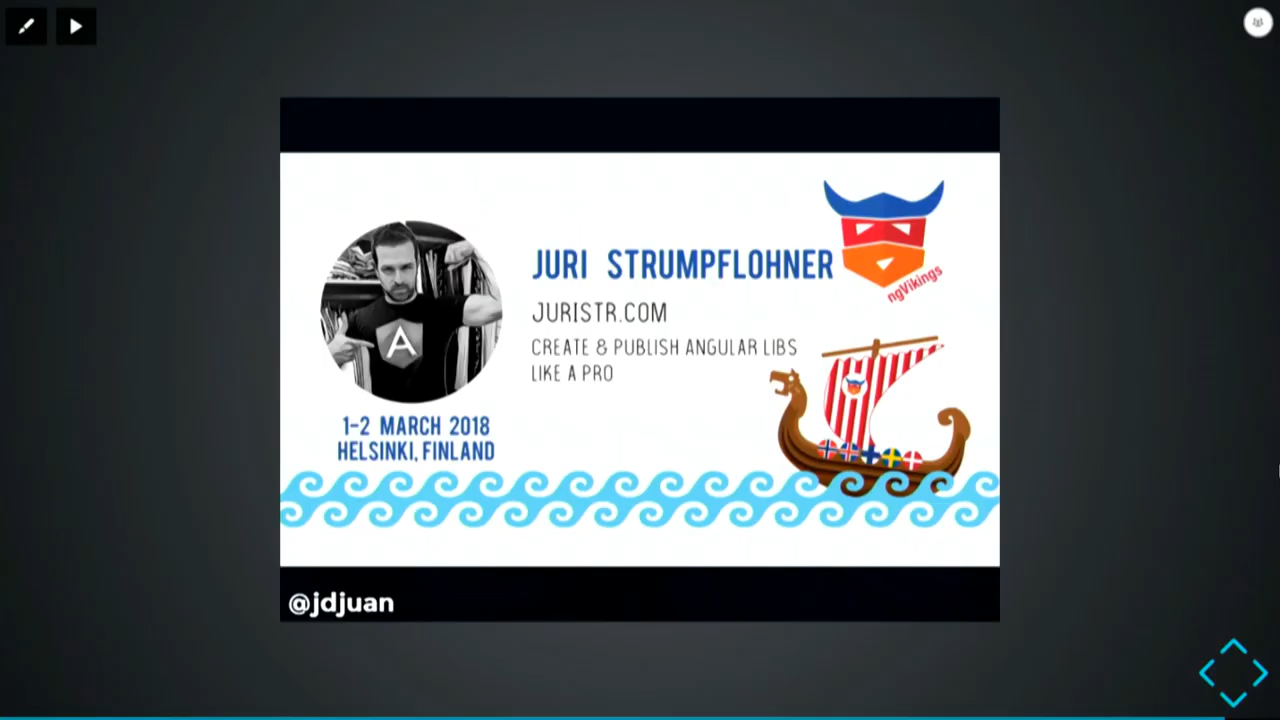 JURI STRUMPFLOHNER
ngVikings
JURISTR.COM
CREATE & PUBLISH ANGULAR LIBS
LIKE A PRO
A
1-2 MARCH 2018
HELSINKI, FINLAND
@jdjuan